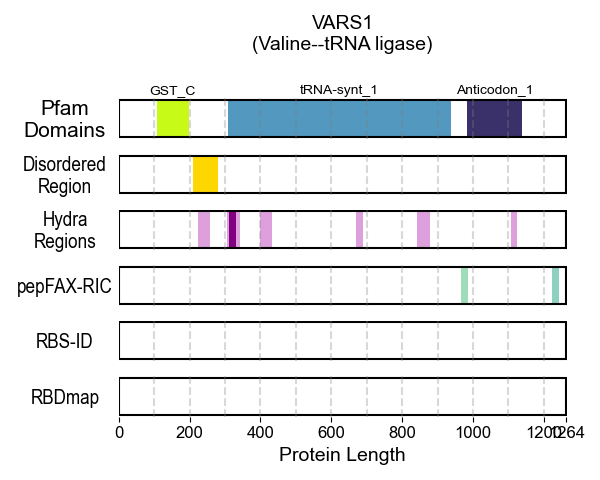 VARS1
(Valine--tRNA ligase)
GST_C tRNA-synt_1 Anticodon_1
Pfam
Domains
Disordered
Region
Hydra
Regions
pepFAX-RIC
RBS-ID
RBDmap
0 200 400 600 800 1000 1200 1264
Protein Length